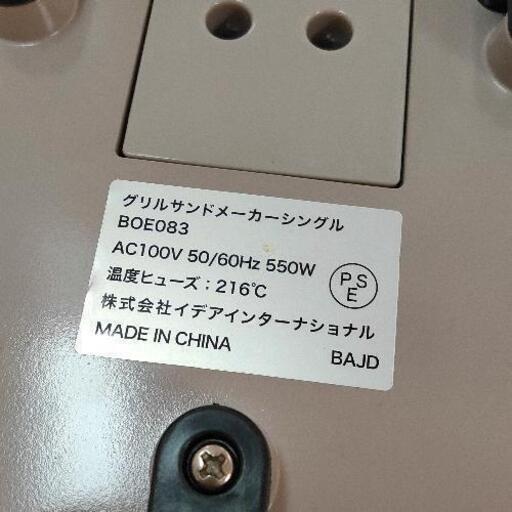 グリルサンドメーカーシングル
BOE083
AC100V 50/60Hz 550W
温度ヒューズ：216℃
PSE
株式会社イデアインターナショナル
MADE IN CHINA
BAJD